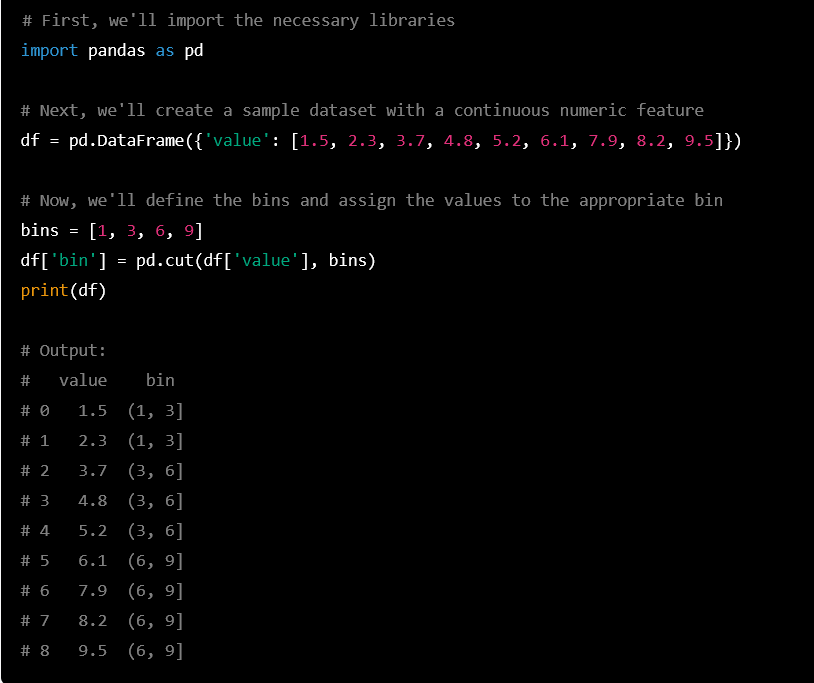 # First, we'll import the necessary libraries
import pandas as pd
# Next, we'll create a sample dataset with a continuous numeric feature
df = pd.DataFrame({'value': [1.5, 2.3, 3.7, 4.8, 5.2, 6.1, 7.9, 8.2, 9.5]})
# Now, we'll define the bins and assign the values to the appropriate bin
bins = [1, 3, 6, 9]
df['bin'] = pd.cut(df['value'], bins)
print(df)
# Output:
#   value    bin
# 0   1.5  (1, 3]
# 1   2.3  (1, 3]
# 2   3.7  (3, 6]
# 3   4.8  (3, 6]
# 4   5.2  (3, 6]
# 5   6.1  (6, 9]
# 6   7.9  (6, 9]
# 7   8.2  (6, 9]
# 8   9.5  (6, 9]